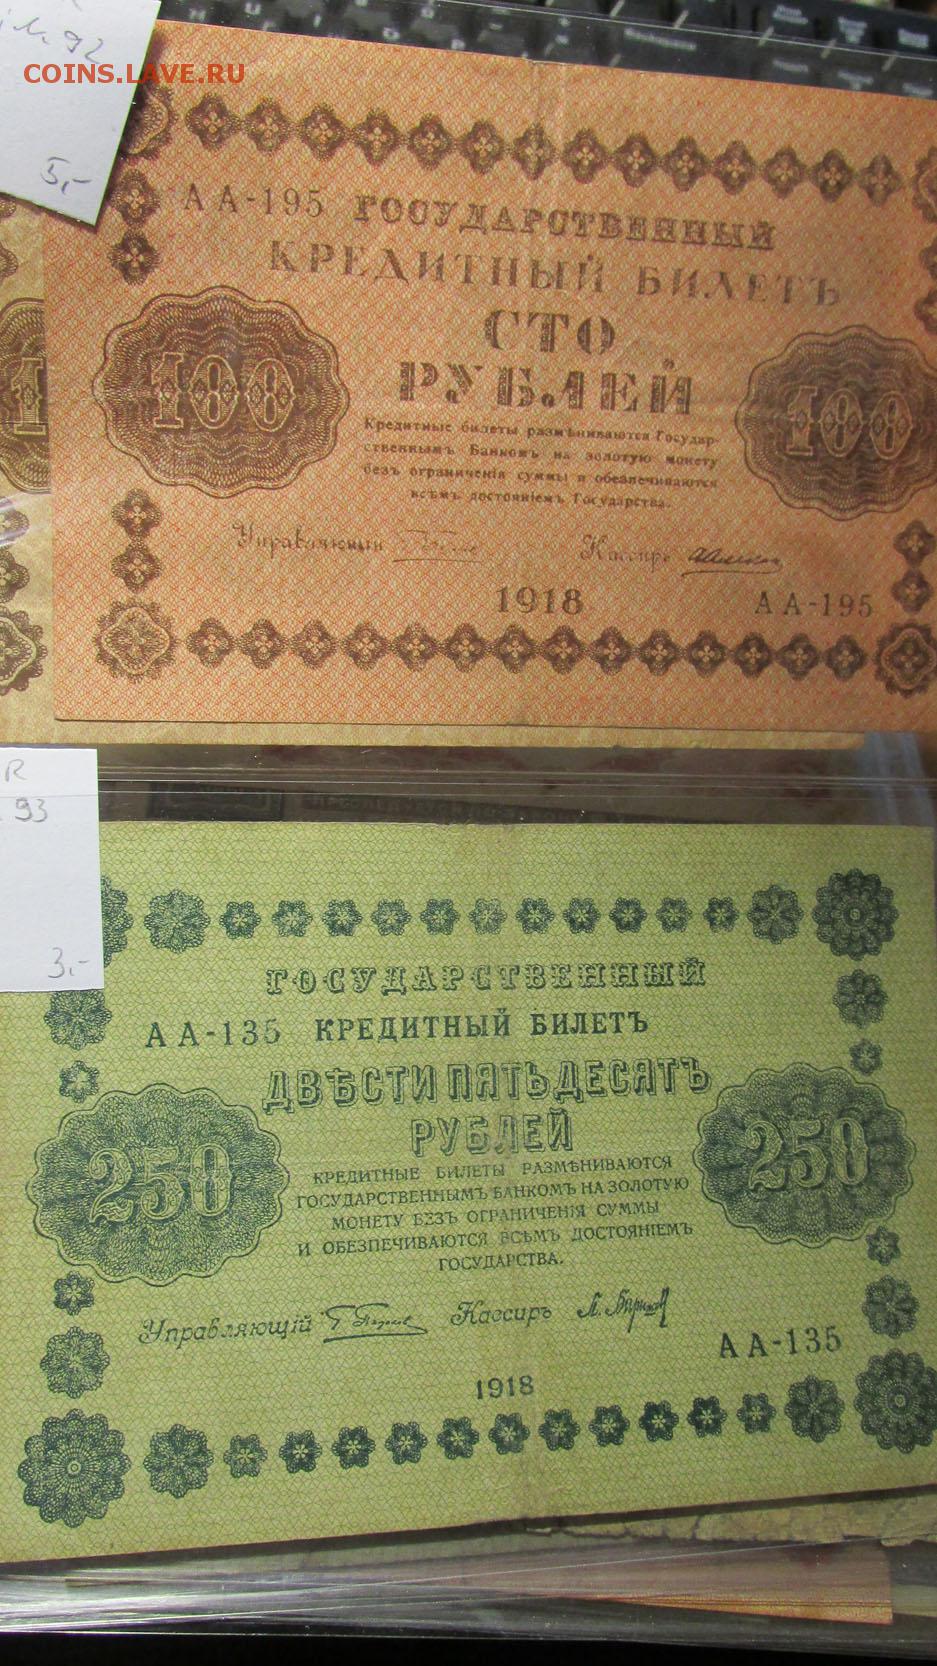 92
COINS.LAVE.RU
5,-
АА-195 ГОСУДАРСТВЕННЫЙ
КРЕДИТНЫЙ БИЛЕТЪ
СТО
РУБЛЕЙ
100
100
Кредитные билеты размѣниваются Государ-
ственнымъ Банкомъ на золотую монету
безъ ограниченія суммы и обезпечиваются
всѣмъ достояніемъ Государства.
Управляющій
Кассиръ
1918
АА-195
R
93
3,-
ГОСУДАРСТВЕННЫЙ
АА-135 КРЕДИТНЫЙ БИЛЕТЪ
ДВѢСТИ ПЯТЬДЕСЯТЪ
РУБЛЕЙ
250
250
КРЕДИТНЫЕ БИЛЕТЫ РАЗМѢНИВАЮТСЯ
ГОСУДАРСТВЕННЫМЪ БАНКОМЪ НА ЗОЛОТУЮ
МОНЕТУ БЕЗЪ ОГРАНИЧЕНІЯ СУММЫ
И ОБЕЗПЕЧИВАЮТСЯ ВСѢМЪ ДОСТОЯНІЕМЪ
ГОСУДАРСТВА.
Управляющій
Кассиръ
АА-135
1918